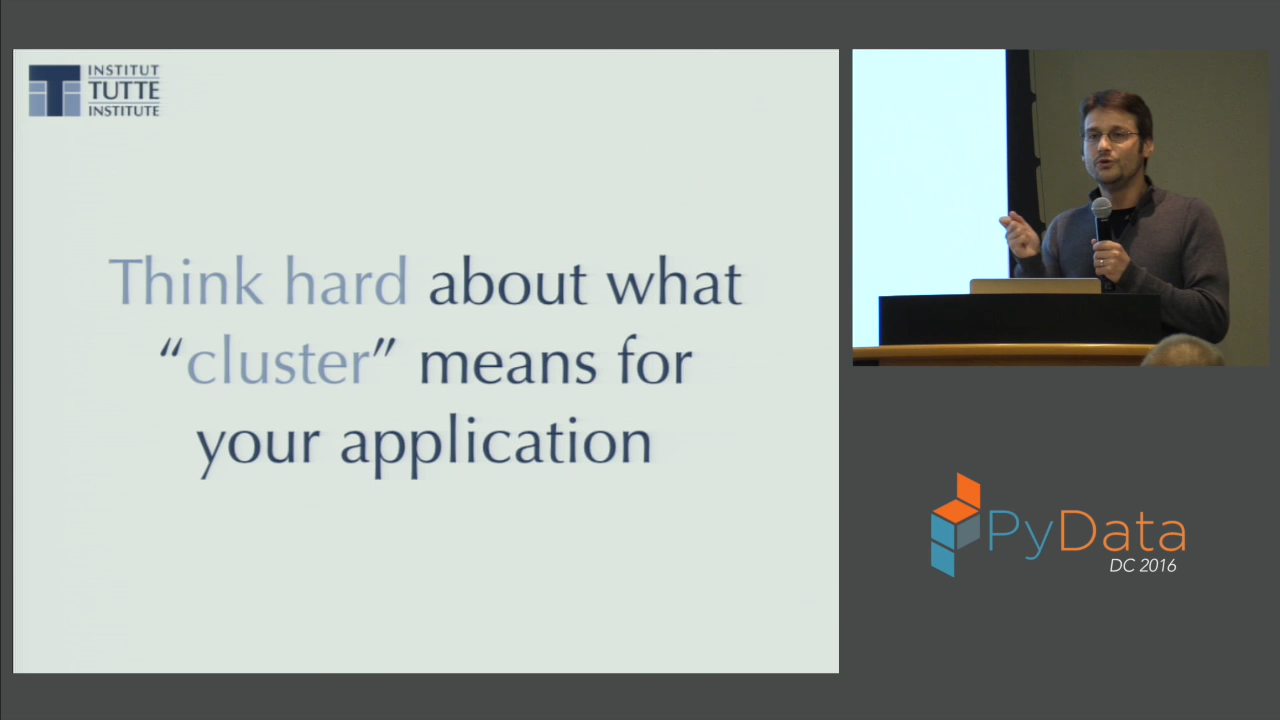 INSTITUT
TUTTE
INSTITUTE
Think hard about what
“cluster” means for
your application
PyData
DC 2016